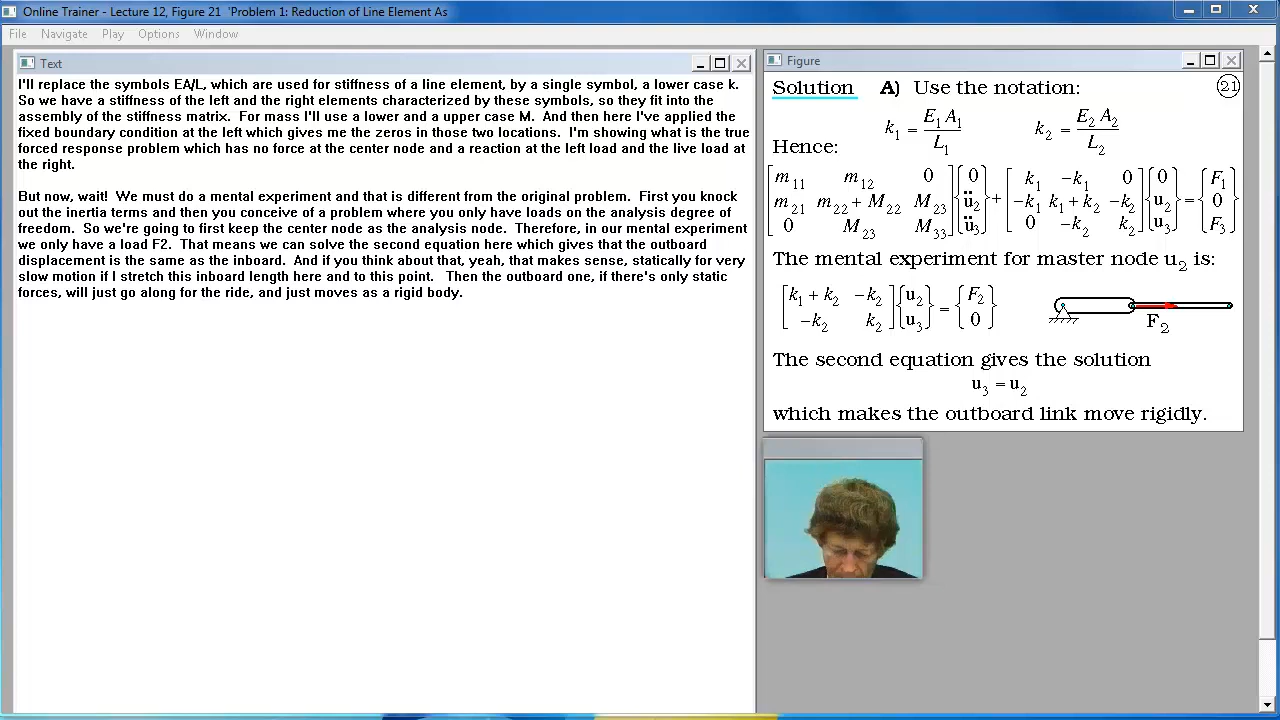 Online Trainer - Lecture 12, Figure 21 'Problem 1: Reduction of Line Element As
File Navigate Play Options Window
Text
I'll replace the symbols EA/L, which are used for stiffness of a line element, by a single symbol, a lower case k.
So we have a stiffness of the left and the right elements characterized by these symbols, so they fit into the
assembly of the stiffness matrix. For mass I'll use a lower and a upper case M. And then here I've applied the
fixed boundary condition at the left which gives me the zeros in those two locations. I'm showing what is the true
forced response problem which has no force at the center node and a reaction at the left load and the live load at
the right.
But now, wait! We must do a mental experiment and that is different from the original problem. First you knock
out the inertia terms and then you conceive of a problem where you only have loads on the analysis degree of
freedom. So we're going to first keep the center node as the analysis node. Therefore, in our mental experiment
we only have a load F2. That means we can solve the second equation here which gives that the outboard
displacement is the same as the inboard. And if you think about that, yeah, that makes sense, statically for very
slow motion if I stretch this inboard length here and to this point. Then the outboard one, if there's only static
forces, will just go along for the ride, and just moves as a rigid body.
Figure
Solution A) Use the notation: 21
k₁ = E₁ A₁ / L₁ k₂ = E₂ A₂ / L₂
Hence:
m₁₁ m₁₂ 0 0 k₁ −k₁ 0 0 F₁
m₂₁ m₂₂ + M₂₂ M₂₃ ü₂ + −k₁ k₁ + k₂ −k₂ u₂ = 0
0 M₂₃ M₃₃ ü₃ 0 −k₂ k₂ u₃ F₃
The mental experiment for master node u₂ is:
k₁ + k₂ −k₂ u₂ = F₂
−k₂ k₂ u₃ 0
F₂
The second equation gives the solution
u₃ = u₂
which makes the outboard link move rigidly.